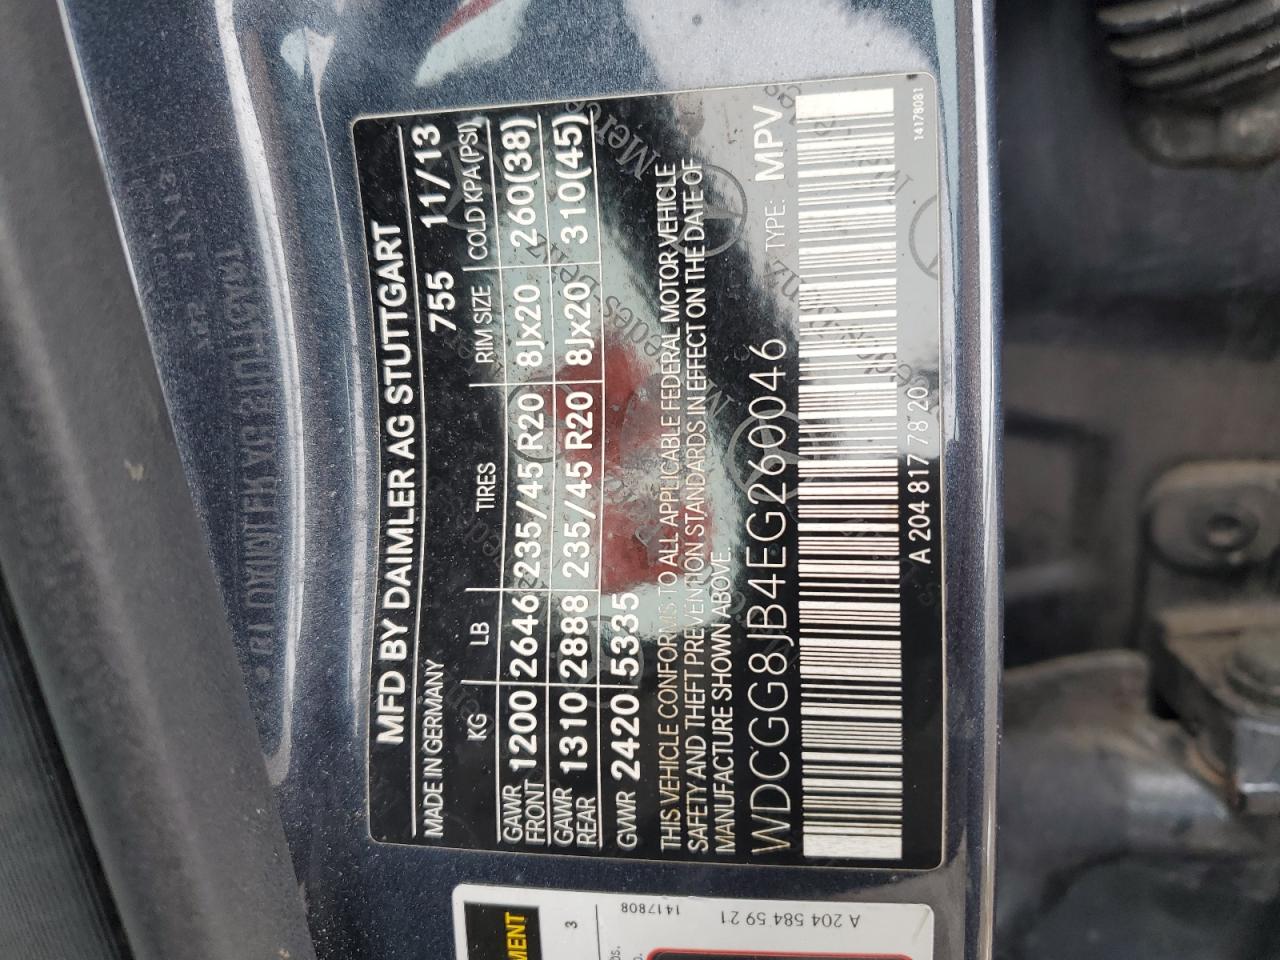 MFD BY DAIMLER AG STUTTGART
MADE IN GERMANY 755 11/13
KG LB TIRES RIM SIZE COLD KPA (PSI)
GAWR FRONT 1200 2646 235/45 R20 8Jx20 260(38)
GAWR REAR 1310 2888 235/45 R20 8Jx20 310(45)
GVWR 2420 5335
THIS VEHICLE CONFORMS TO ALL APPLICABLE FEDERAL MOTOR VEHICLE
SAFETY AND THEFT PREVENTION STANDARDS IN EFFECT ON THE DATE OF
MANUFACTURE SHOWN ABOVE.
WDCGG8JB4EG260046 TYPE: MPV
A 204 817 78 20 14178081
MENT
3
1417808
A 204 584 59 21